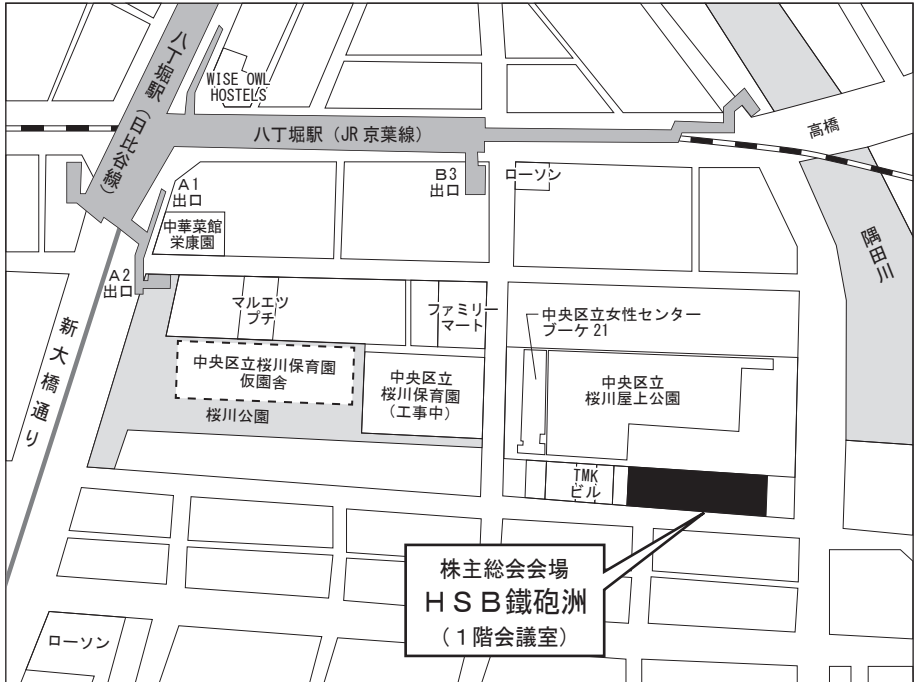 八丁堀駅（日比谷線）
WISE OWL
HOSTELS
八丁堀駅（JR京葉線）
高橋
A1
出口
B3
出口
ローソン
中華菜館
栄康園
隅田川
A2
出口
マルエツ
プチ
ファミリー
マート
中央区立女性センター
ブーケ21
新大橋通り
中央区立桜川保育園
仮園舎
中央区立
桜川保育園
（工事中）
中央区立
桜川屋上公園
桜川公園
TMK
ビル
株主総会会場
ＨＳＢ鐵砲洲
（１階会議室）
ローソン